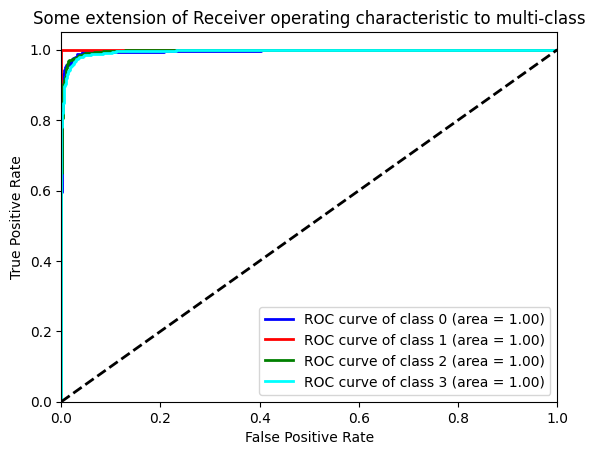 Some extension of Receiver operating characteristic to multi-class
1.0
0.8
0.6
0.4
0.2
0.0
True Positive Rate
ROC curve of class 0 (area = 1.00)
ROC curve of class 1 (area = 1.00)
ROC curve of class 2 (area = 1.00)
ROC curve of class 3 (area = 1.00)
0.0 0.2 0.4 0.6 0.8 1.0
False Positive Rate